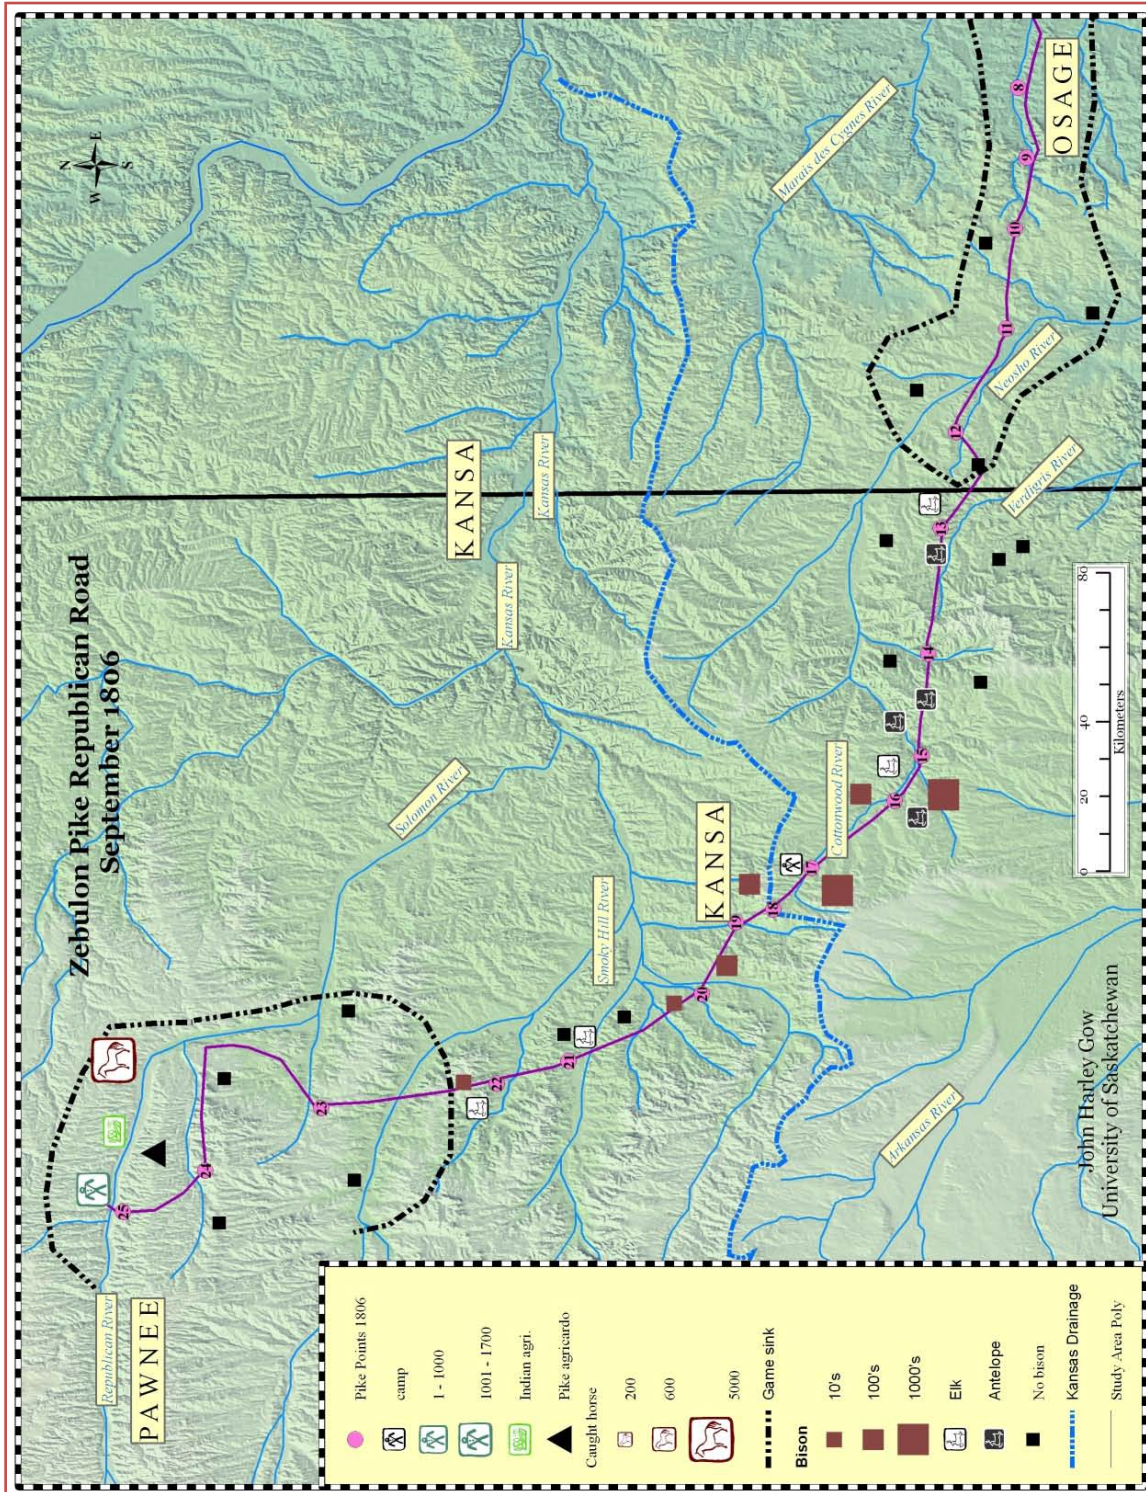 Zebulon Pike Republican Road
September 1806
N
W
E
S
Republican River
PAWNEE
25
24
23
22
21
20
19
18
17
16
15
14
13
12
11
10
9
8
Solomon River
Smoky Hill River
Kansas River
KANSA
Kansas River
KANSA
Cottonwood River
Arkansas River
Marais des Cygnes River
Neosho River
Verdigris River
OSAGE
0
20
40
80
Kilometers
John Harley Gow
University of Saskatchewan
Pike Points 1806
camp
1 - 1000
1001 - 1700
Indian agri.
Pike agricardo
Caught horse
200
600
5000
Game sink
Bison
10's
100's
1000's
Elk
Antelope
No bison
Kansas Drainage
Study Area Poly